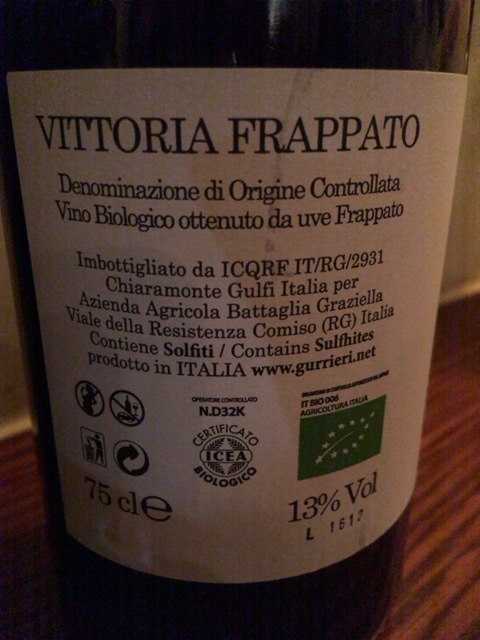 VITTORIA FRAPPATO
Denominazione di Origine Controllata
Vino Biologico ottenuto da uve Frappato
Imbottigliato da ICQRF IT/RG/2931
Chiaramonte Gulfi Italia per
Azienda Agricola Battaglia Graziella
Viale della Resistenza Comiso (RG) Italia
Contiene Solfiti / Contains Sulfhites
prodotto in ITALIA www.gurrieri.net
OPERATORE CONTROLLATO
N.D32K
CERTIFICATO
ICEA
BIOLOGICO
IT BIO 006
AGRICOLTURA ITALIA
75 cl e
13% Vol
L 1612